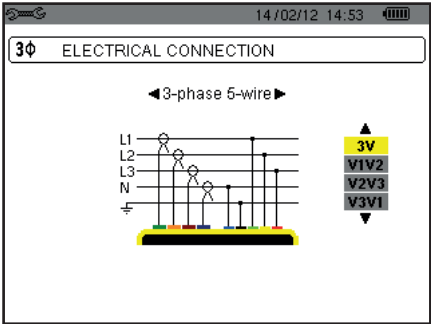 14/02/12 14:53
3ϕ ELECTRICAL CONNECTION
◄3-phase 5-wire►
L1
L2
L3
N
3V
V1V2
V2V3
V3V1